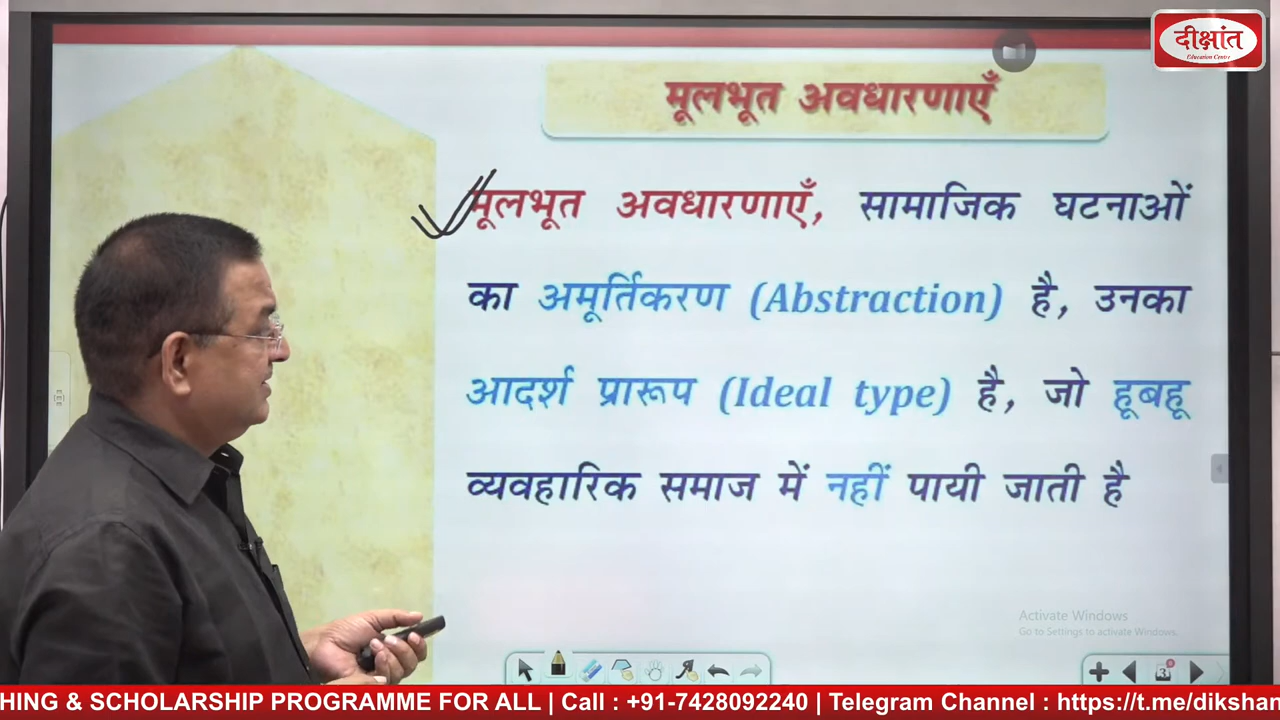 दीक्षांत
Education Centre
मूलभूत अवधारणाएँ
मूलभूत अवधारणाएँ, सामाजिक घटनाओं
का अमूर्तिकरण (Abstraction) है, उनका
आदर्श प्रारूप (Ideal type) है, जो हूबहू
व्यवहारिक समाज में नहीं पायी जाती है
Activate Windows
Go to Settings to activate Windows.
HING & SCHOLARSHIP PROGRAMME FOR ALL | Call : +91-7428092240 | Telegram Channel : https://t.me/dikshan